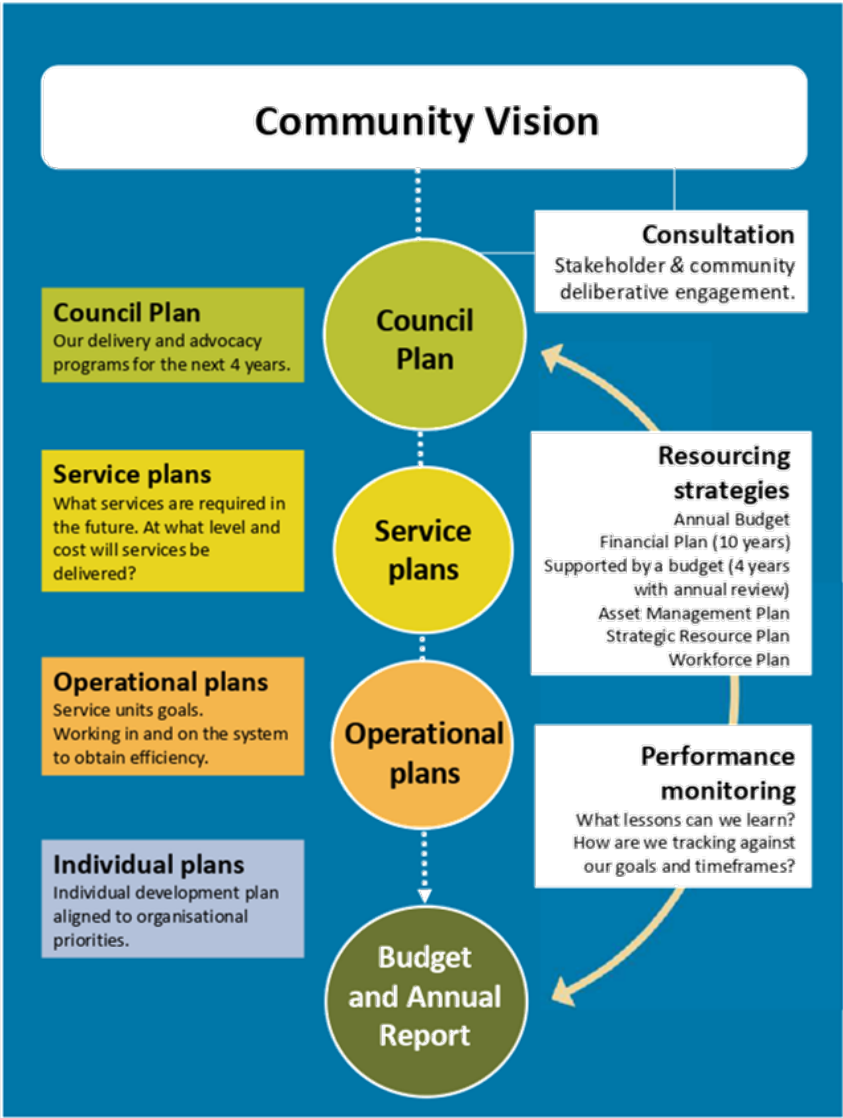 Community Vision
Consultation
Stakeholder & community
deliberative engagement.
Council Plan
Our delivery and advocacy
programs for the next 4 years.
Council
Plan
Service plans
What services are required in
the future. At what level and
cost will services be
delivered?
Service
plans
Resourcing
strategies
Annual Budget
Financial Plan (10 years)
Supported by a budget (4 years
with annual review)
Asset Management Plan
Strategic Resource Plan
Workforce Plan
Operational plans
Service units goals.
Working in and on the system
to obtain efficiency.
Operational
plans
Performance
monitoring
What lessons can we learn?
How are we tracking against
our goals and timeframes?
Individual plans
Individual development plan
aligned to organisational
priorities.
Budget
and Annual
Report